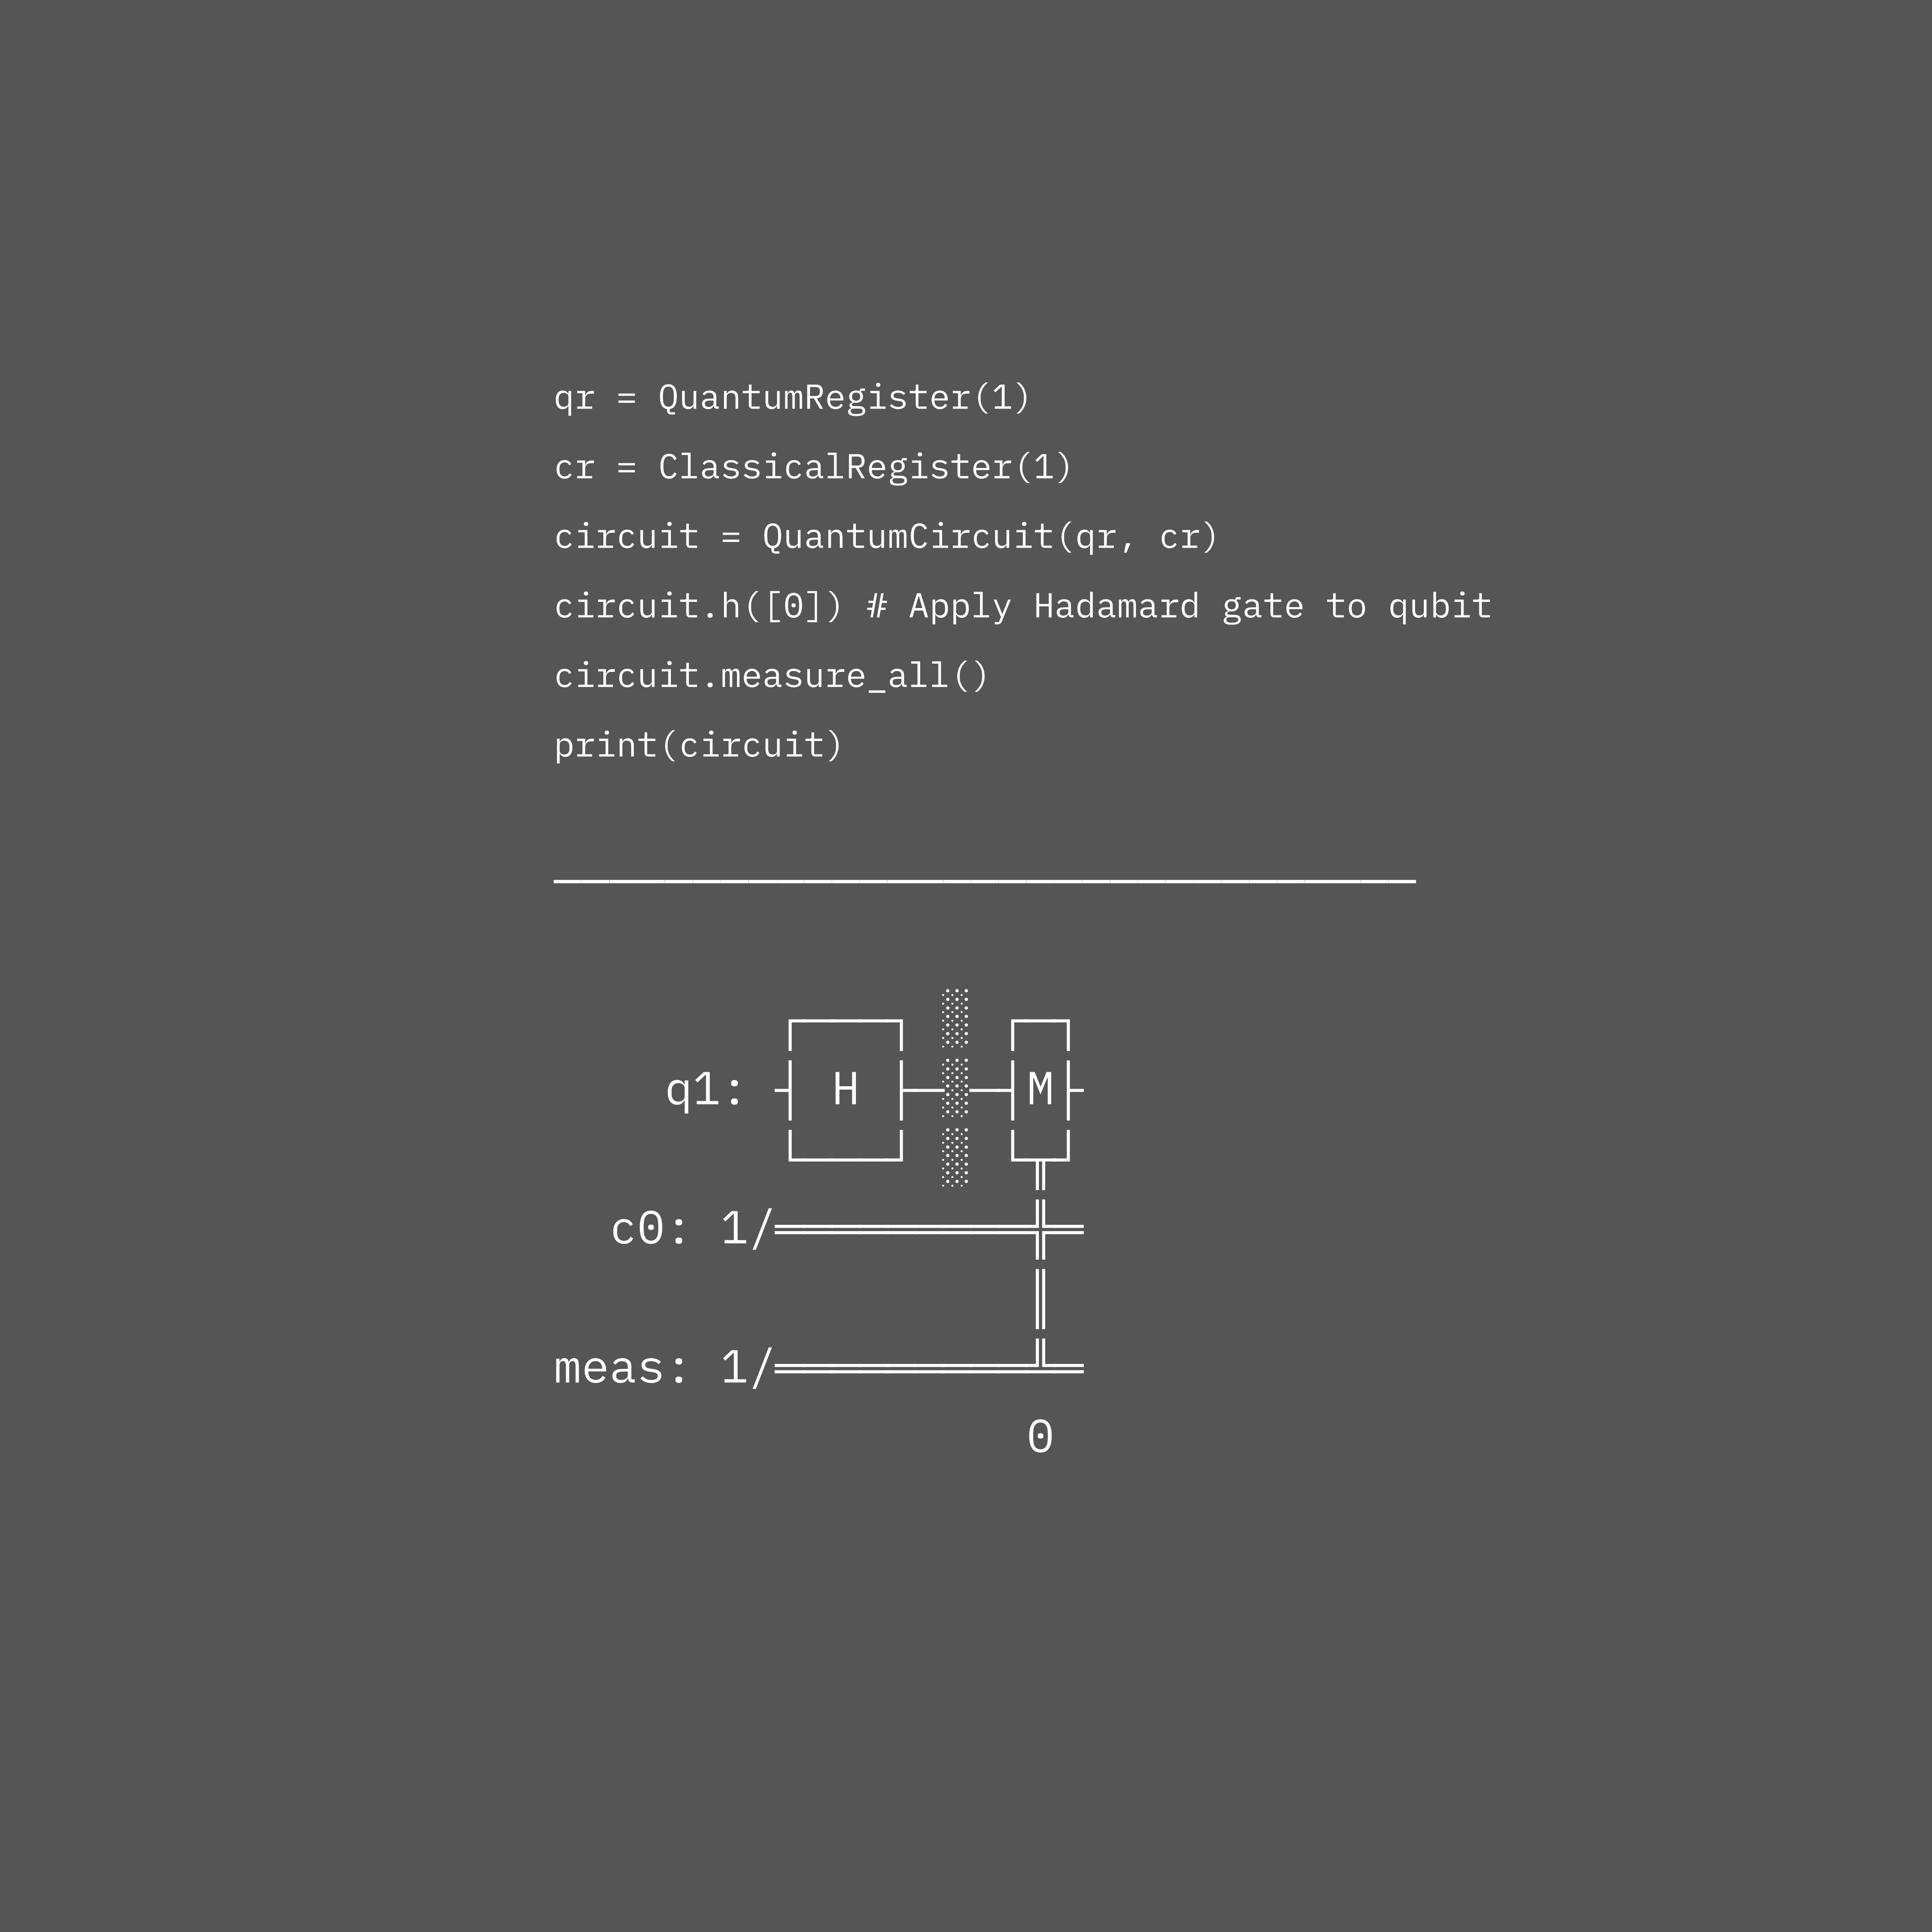 qr = QuantumRegister(1)
cr = ClassicalRegister(1)
circuit = QuantumCircuit(qr, cr)
circuit.h([0]) # Apply Hadamard gate to qubit
circuit.measure_all()
print(circuit)
q1: H M
c0: 1/
meas: 1/
0